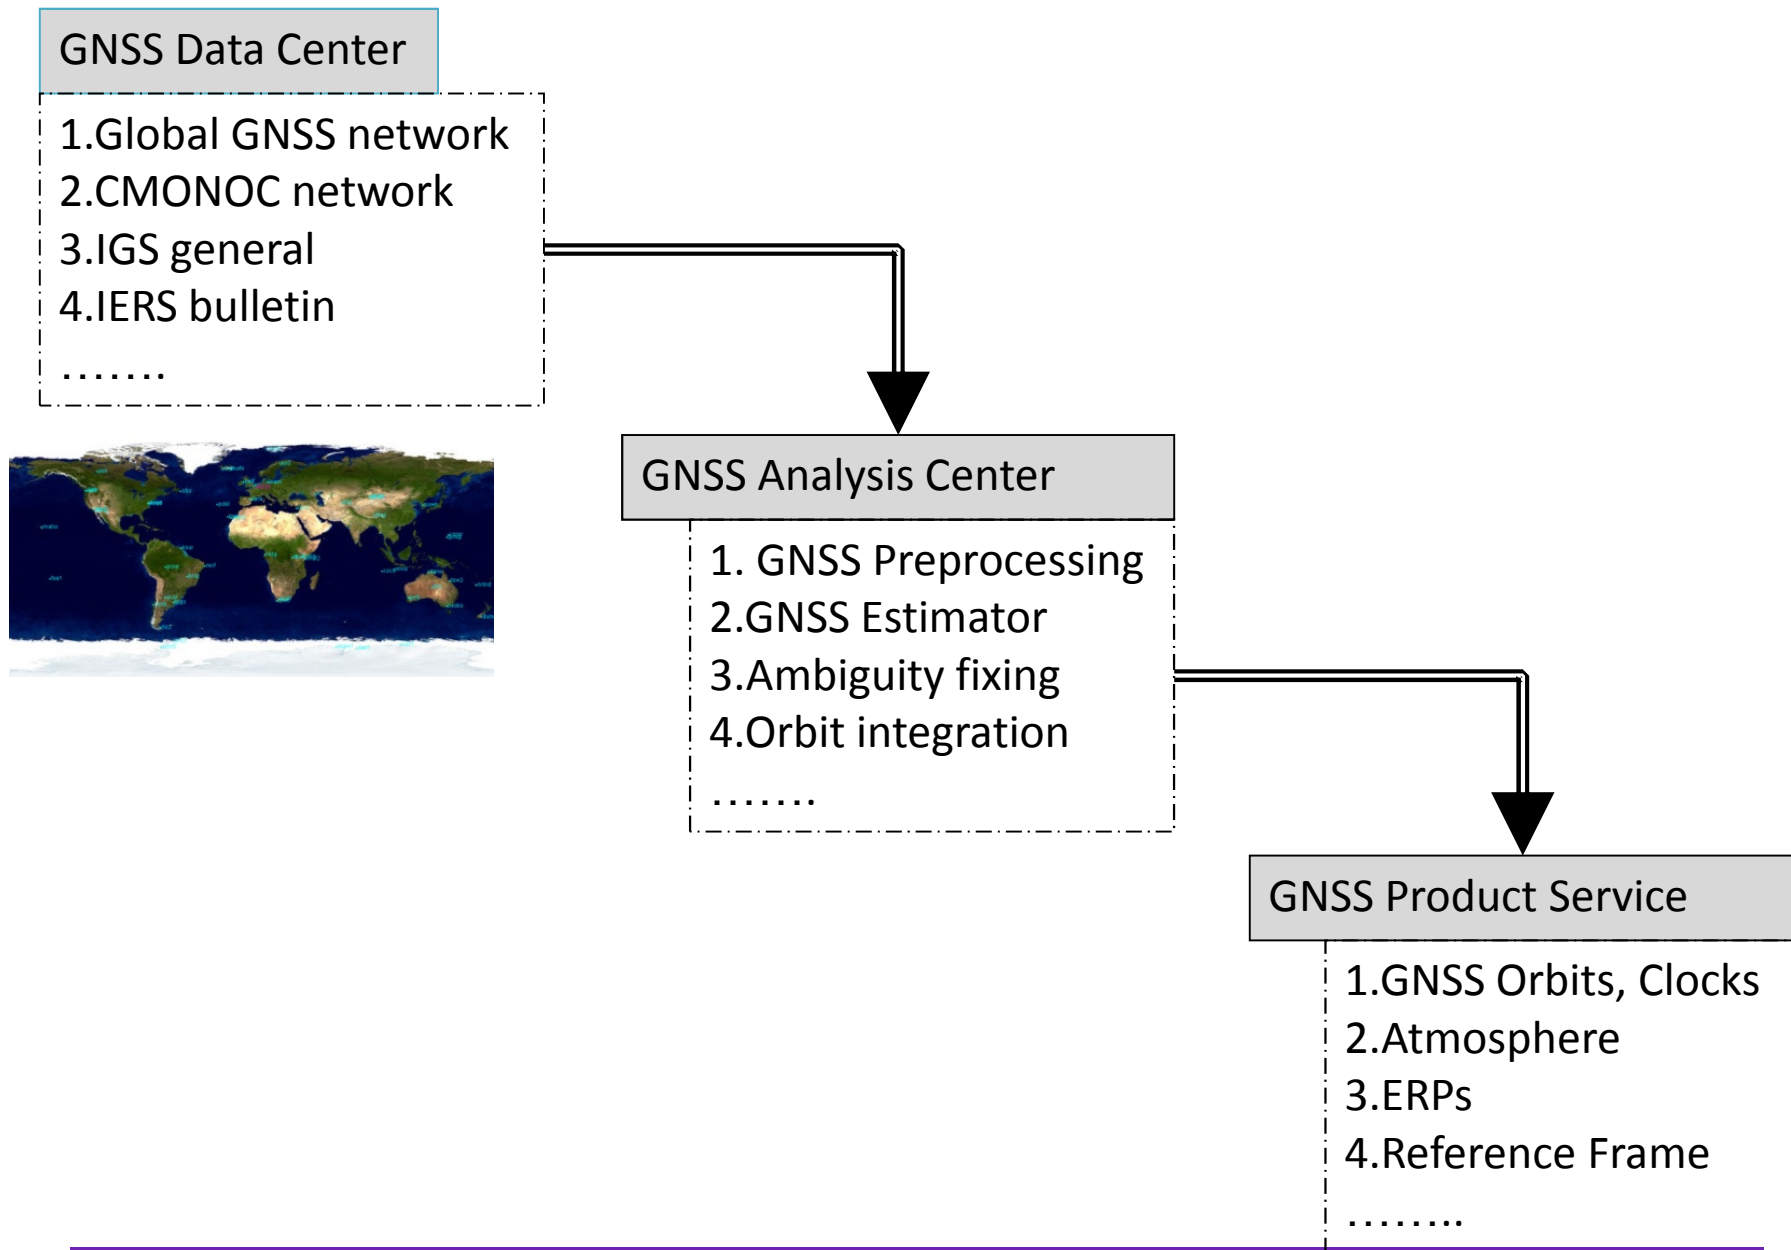 GNSS Data Center
1.Global GNSS network
2.CMONOC network
3.IGS general
4.IERS bulletin
.......
GNSS Analysis Center
1. GNSS Preprocessing
2.GNSS Estimator
3.Ambiguity fixing
4.Orbit integration
.......
GNSS Product Service
1.GNSS Orbits, Clocks
2.Atmosphere
3.ERPs
4.Reference Frame
........